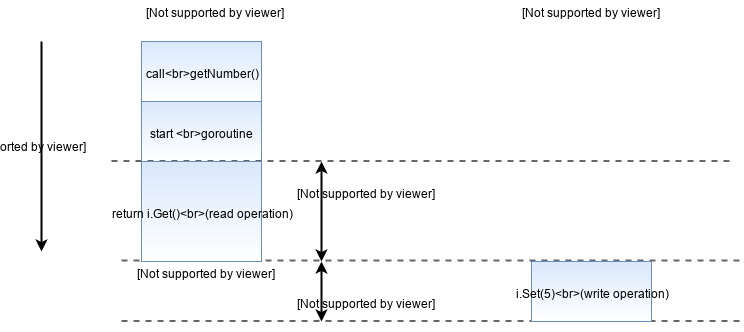 [Not supported by viewer]
[Not supported by viewer]
call<br>getNumber()
start <br>goroutine
orted by viewer]
[Not supported by viewer]
return i.Get()<br>(read operation)
[Not supported by viewer]
i.Set(5)<br>(write operation)
[Not supported by viewer]